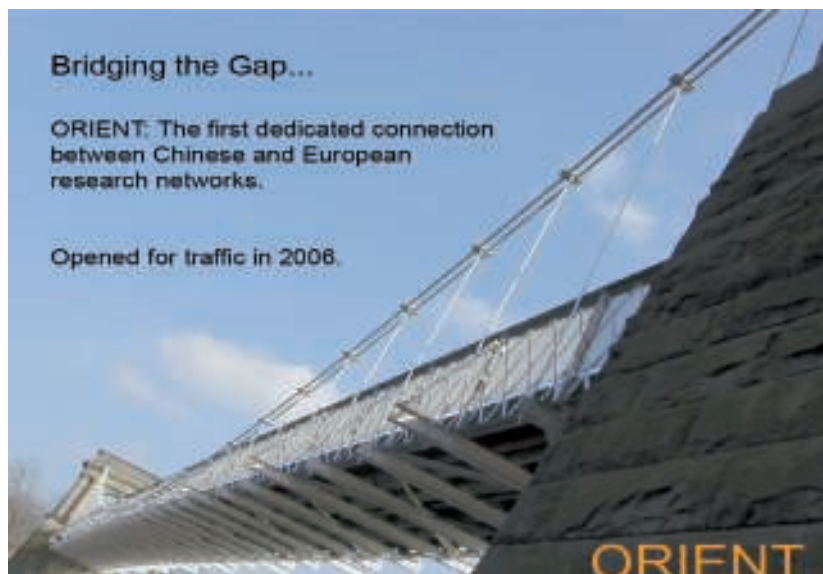 Bridging the Gap...
ORIENT: The first dedicated connection
between Chinese and European
research networks.
Opened for traffic in 2006.
ORIENT